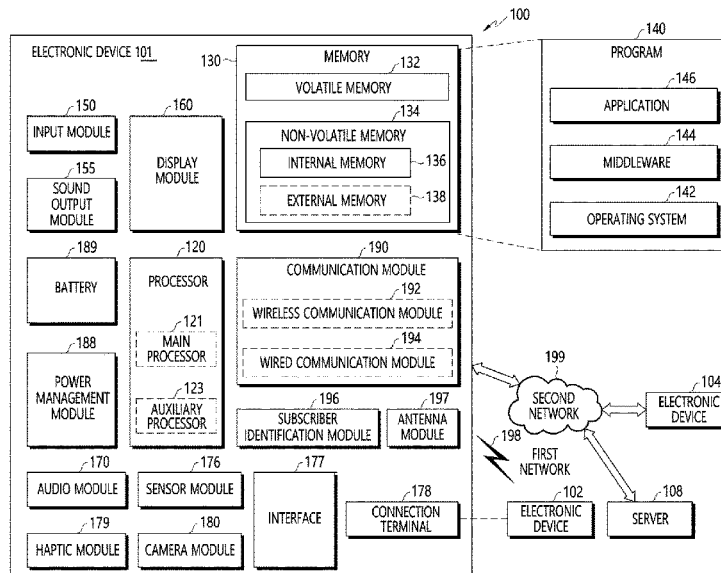 100
ELECTRONIC DEVICE 101
130
MEMORY
132
VOLATILE MEMORY
134
NON-VOLATILE MEMORY
INTERNAL MEMORY
136
EXTERNAL MEMORY
138
140
PROGRAM
146
APPLICATION
144
MIDDLEWARE
142
OPERATING SYSTEM
150
INPUT MODULE
160
DISPLAY
MODULE
155
SOUND
OUTPUT
MODULE
189
BATTERY
120
PROCESSOR
121
MAIN
PROCESSOR
123
AUXILIARY
PROCESSOR
190
COMMUNICATION MODULE
192
WIRELESS COMMUNICATION MODULE
194
WIRED COMMUNICATION MODULE
188
POWER
MANAGEMENT
MODULE
196
SUBSCRIBER
IDENTIFICATION MODULE
197
ANTENNA
MODULE
199
SECOND
NETWORK
104
ELECTRONIC
DEVICE
198
FIRST
NETWORK
170
AUDIO MODULE
176
SENSOR MODULE
177
INTERFACE
178
CONNECTION
TERMINAL
102
ELECTRONIC
DEVICE
108
SERVER
179
HAPTIC MODULE
180
CAMERA MODULE